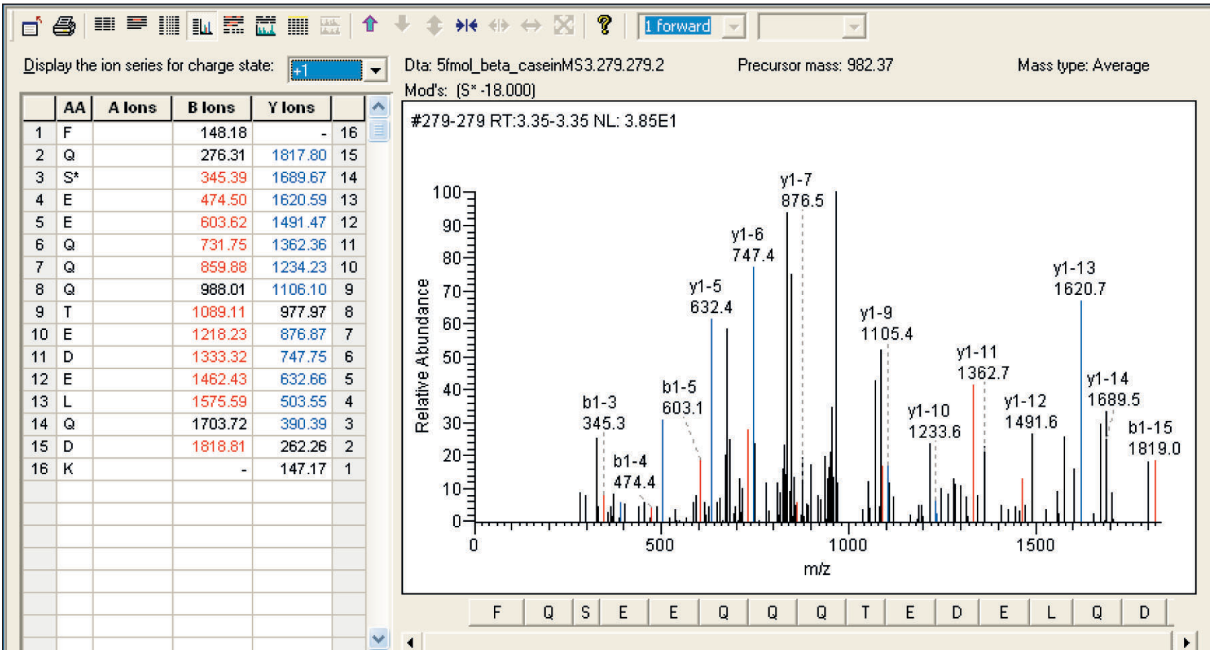 1 forward
Display the ion series for charge state: +1
Dta: 5fmol_beta_caseinMS3.279.279.2 Precursor mass: 982.37 Mass type: Average
Mod's: (S* -18.000)
AA A Ions B Ions Y Ions
1 F 148.18 - 16
2 Q 276.31 1817.80 15
3 S* 345.39 1689.67 14
4 E 474.50 1620.59 13
5 E 603.62 1491.47 12
6 Q 731.75 1362.36 11
7 Q 859.88 1234.23 10
8 Q 988.01 1106.10 9
9 T 1089.11 977.97 8
10 E 1218.23 876.87 7
11 D 1333.32 747.75 6
12 E 1462.43 632.66 5
13 L 1575.59 503.55 4
14 Q 1703.72 390.39 3
15 D 1818.81 262.26 2
16 K - 147.17 1
#279-279 RT:3.35-3.35 NL: 3.85E1
Relative Abundance
100
90
80
70
60
50
40
30
20
10
0
b1-3
345.3
b1-4
474.4
b1-5
603.1
y1-5
632.4
y1-6
747.4
y1-7
876.5
y1-9
1105.4
y1-10
1233.6
y1-11
1362.7
y1-12
1491.6
y1-13
1620.7
y1-14
1689.5
b1-15
1819.0
0 500 1000 1500
m/z
F Q S E E Q Q Q T E D E L Q D